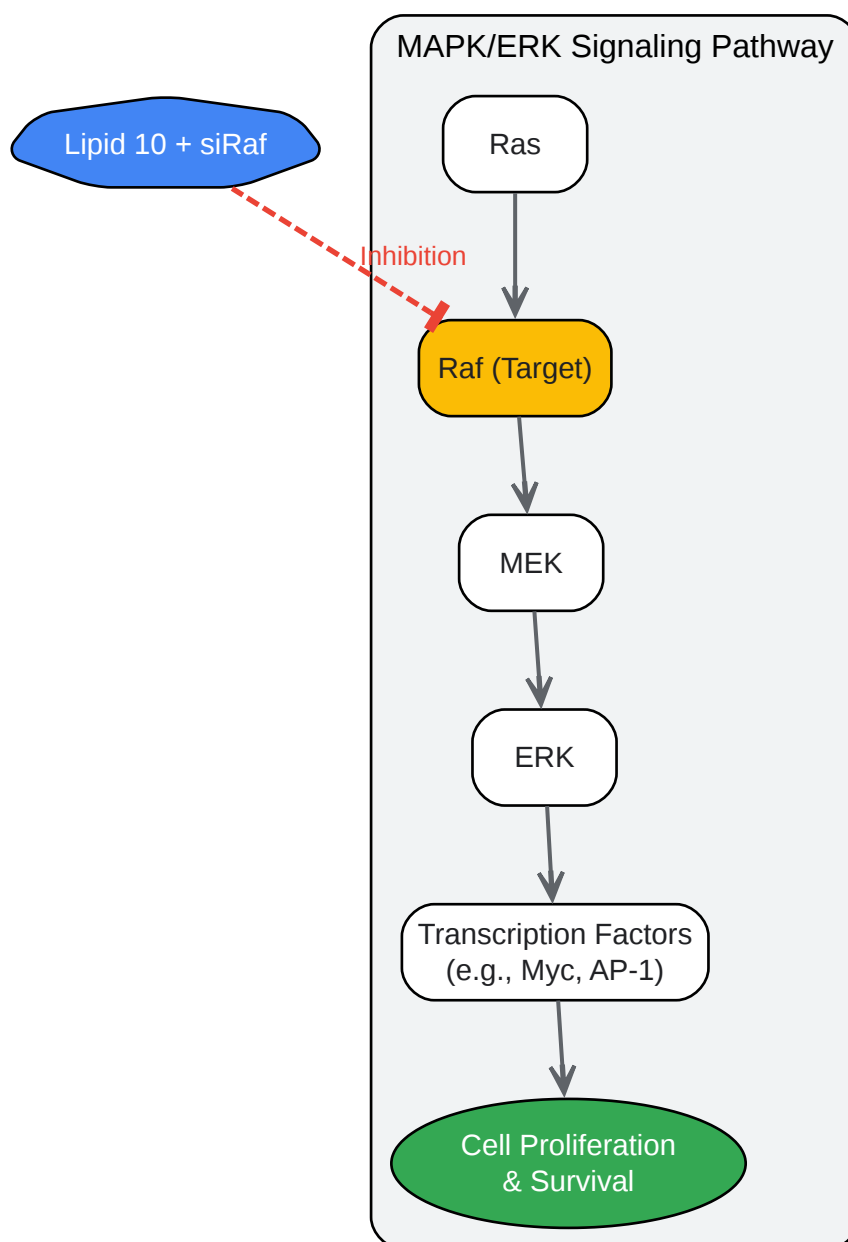 MAPK/ERK Signaling Pathway
Lipid 10 + siRaf
Ras
Inhibition
Raf (Target)
MEK
ERK
Transcription Factors
(e.g., Myc, AP-1)
Cell Proliferation
& Survival